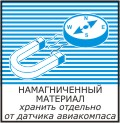 НАМАГНИЧЕННЫЙ
МАТЕРИАЛ
хранить отдельно
от датчика авиакомпаса